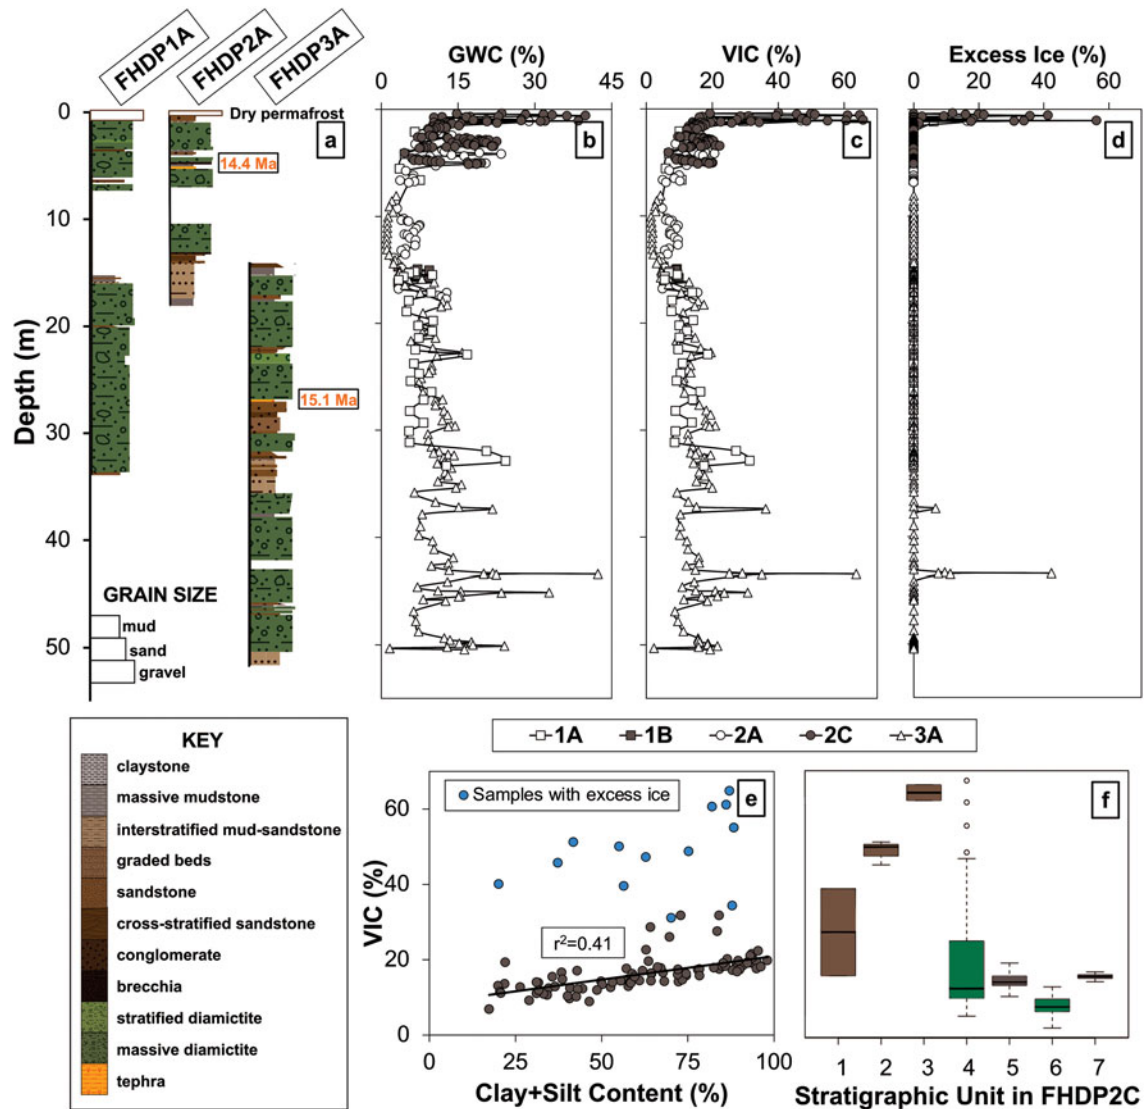 FHDP1A
FHDP2A
FHDP3A
GWC (%)
0 15 30 45
VIC (%)
0 20 40 60
Excess Ice (%)
0 20 40 60
Dry permafrost
a
b
c
d
14.4 Ma
15.1 Ma
Depth (m)
0
10
20
30
40
50
GRAIN SIZE
mud
sand
gravel
KEY
claystone
massive mudstone
interstratified mud-sandstone
graded beds
sandstone
cross-stratified sandstone
conglomerate
brecchia
stratified diamictite
massive diamictite
tephra
1A 1B 2A 2C 3A
Samples with excess ice
e
r²=0.41
VIC (%)
60
40
20
0
0 25 50 75 100
Clay+Silt Content (%)
f
1 2 3 4 5 6 7
Stratigraphic Unit in FHDP2C